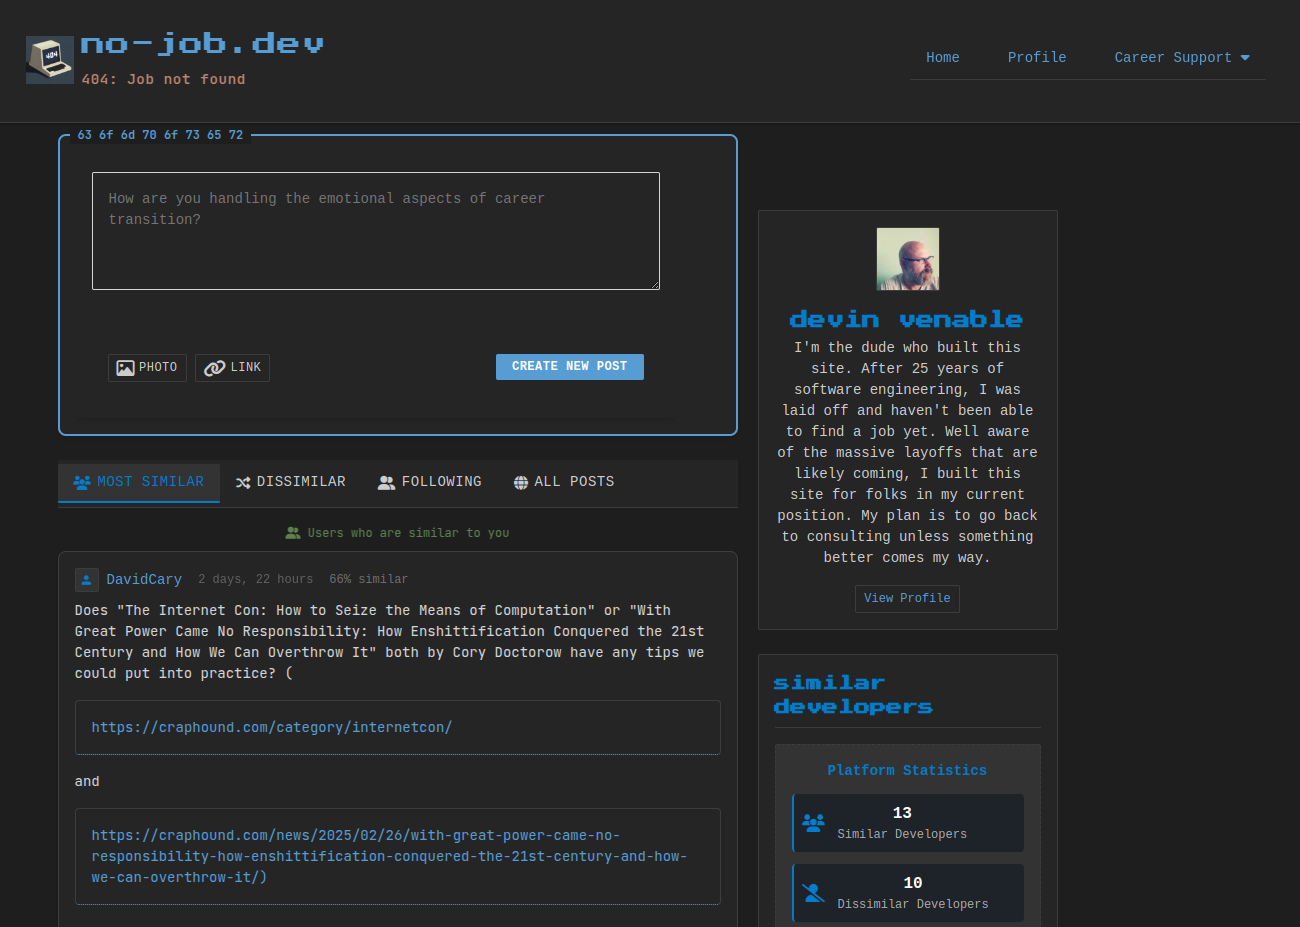 404
no-job.dev
404: Job not found
Home
Profile
Career Support
63 6f 6d 70 6f 73 65 72
How are you handling the emotional aspects of career
transition?
PHOTO
LINK
CREATE NEW POST
MOST SIMILAR
DISSIMILAR
FOLLOWING
ALL POSTS
Users who are similar to you
DavidCary
2 days, 22 hours
66% similar
Does "The Internet Con: How to Seize the Means of Computation" or "With
Great Power Came No Responsibility: How Enshittification Conquered the 21st
Century and How We Can Overthrow It" both by Cory Doctorow have any tips we
could put into practice? (
https://craphound.com/category/internetcon/
and
https://craphound.com/news/2025/02/26/with-great-power-came-no-
responsibility-how-enshittification-conquered-the-21st-century-and-how-
we-can-overthrow-it/)
devin venable
I'm the dude who built this
site. After 25 years of
software engineering, I was
laid off and haven't been able
to find a job yet. Well aware
of the massive layoffs that are
likely coming, I built this
site for folks in my current
position. My plan is to go back
to consulting unless something
better comes my way.
View Profile
similar
developers
Platform Statistics
13
Similar Developers
10
Dissimilar Developers